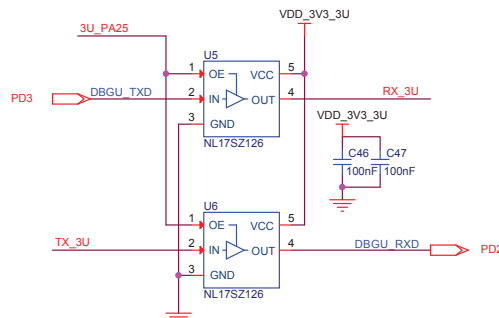 3U_PA25
VDD_3V3_3U
U5
1 OE VCC 5
PD3 DBGU_TXD 2 IN OUT 4 RX_3U
3 GND
NL17SZ126
VDD_3V3_3U
C46 C47
100nF 100nF
U6
1 OE VCC 5
TX_3U 2 IN OUT 4 DBGU_RXD PD2
3 GND
NL17SZ126